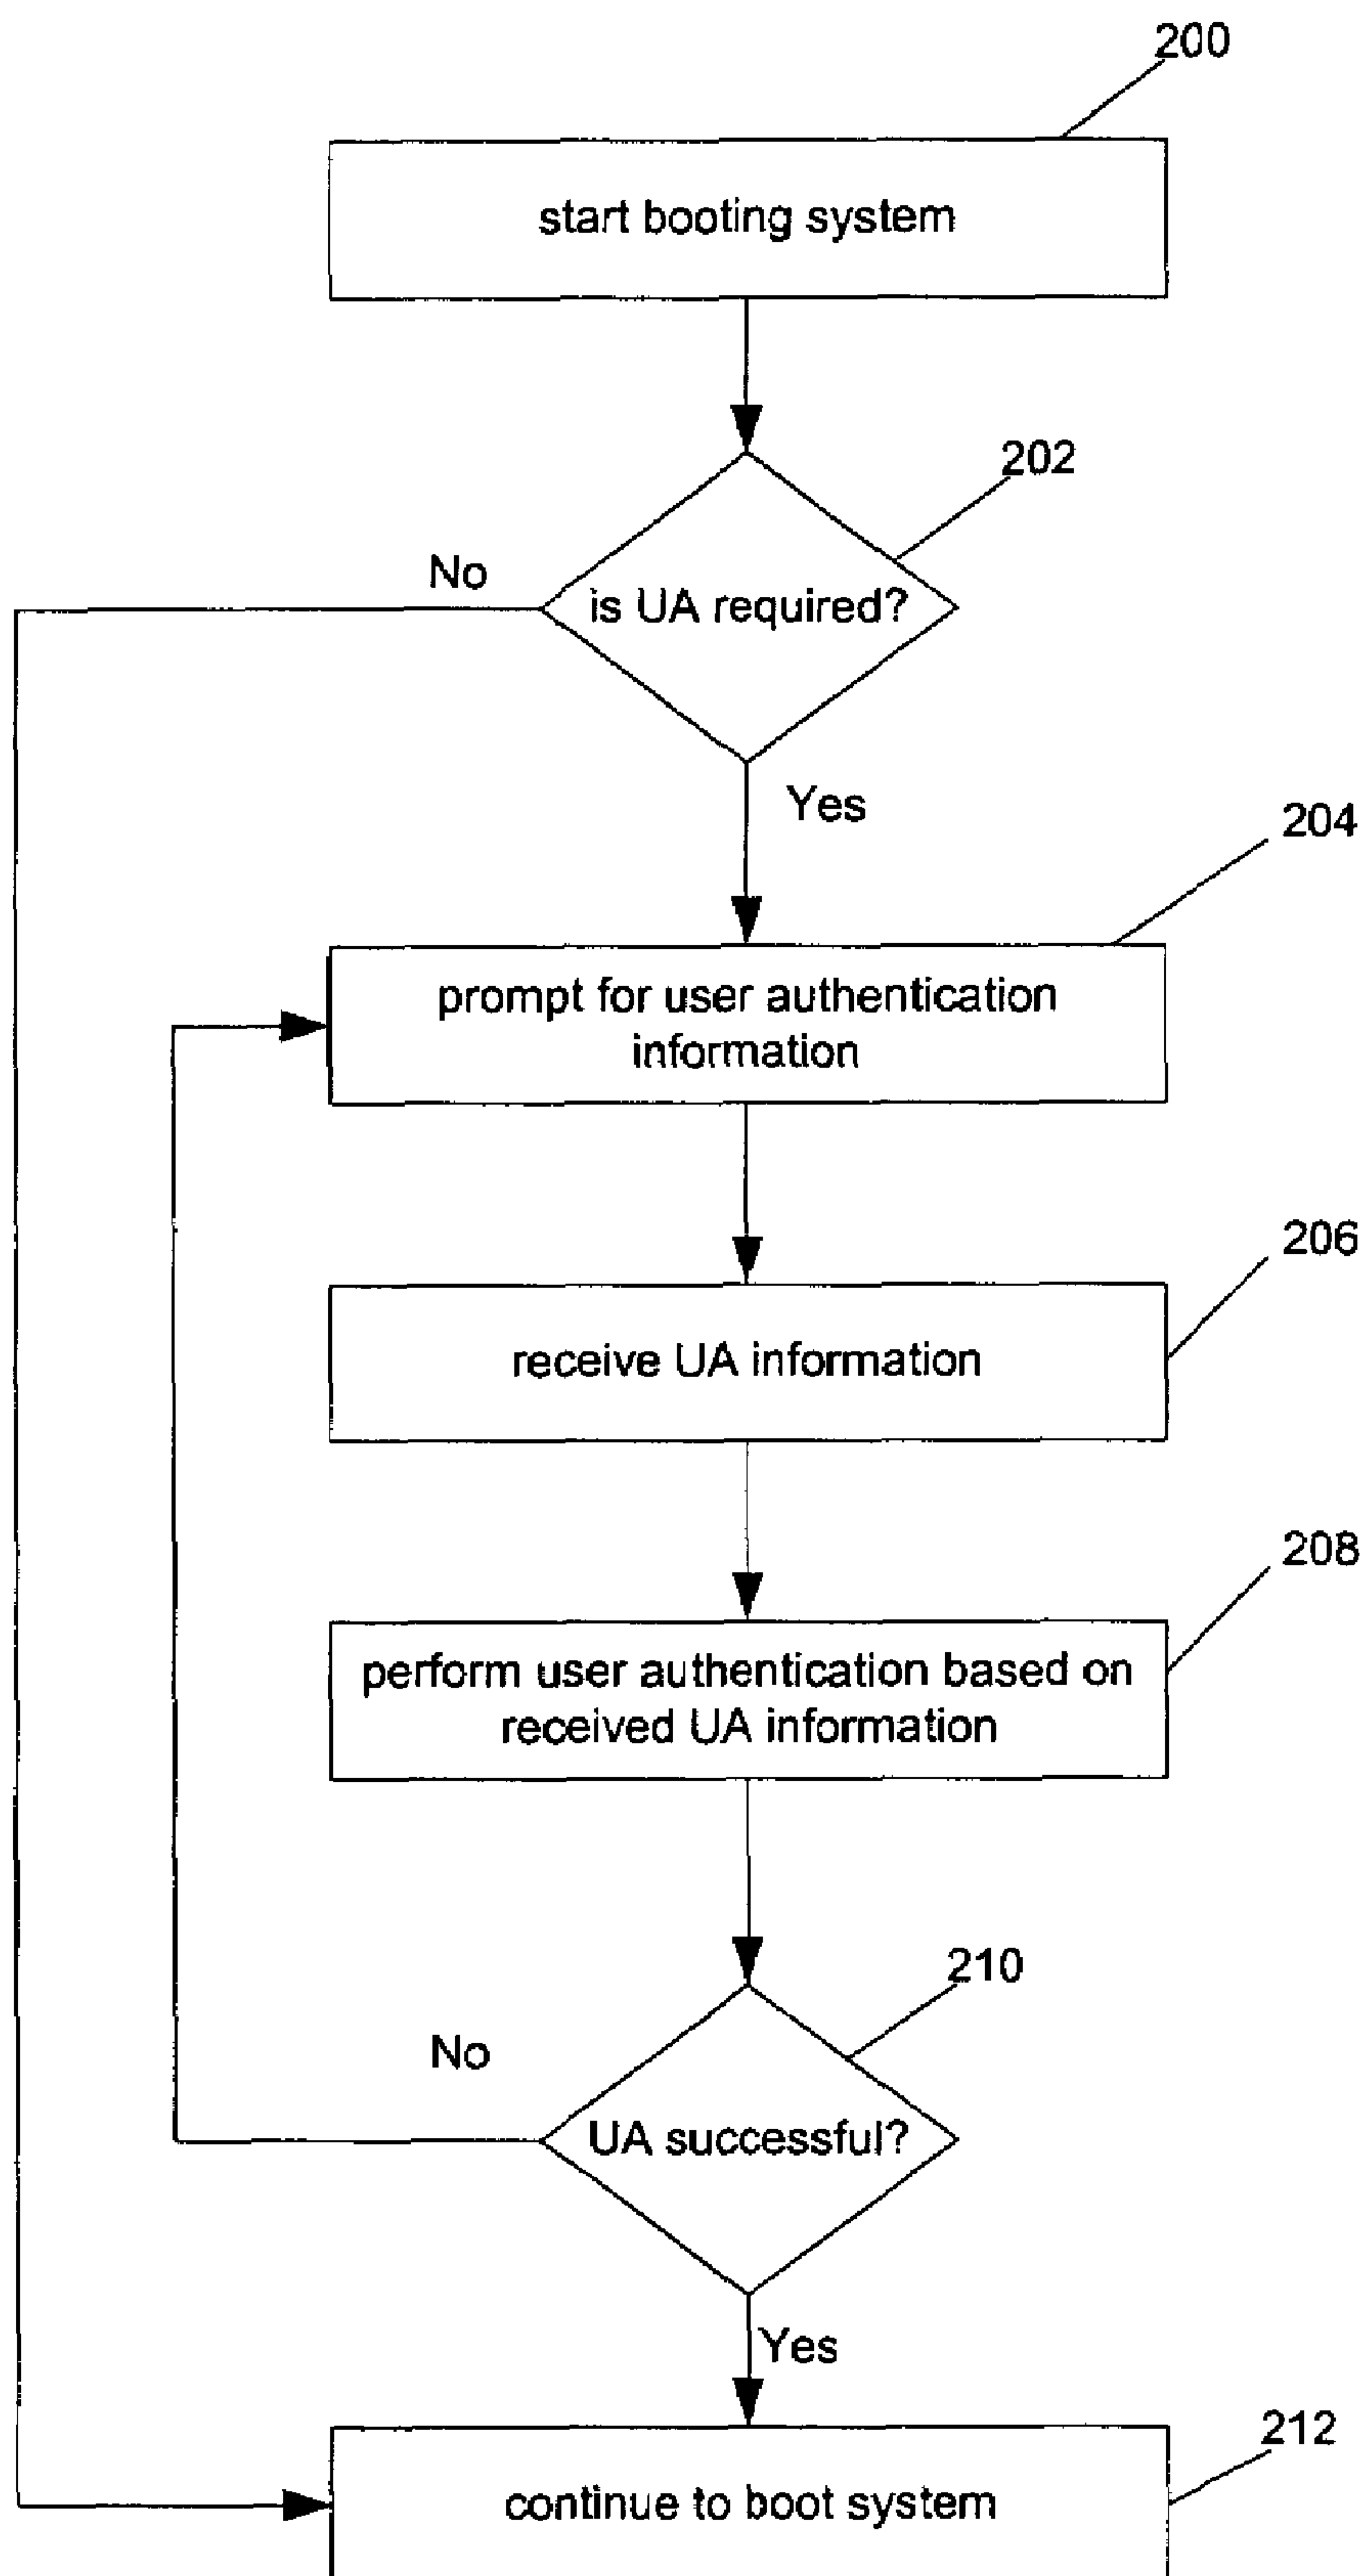 200
start booting system
202
No
is UA required?
Yes
204
prompt for user authentication
information
206
receive UA information
208
perform user authentication based on
received UA information
210
No
UA successful?
Yes
212
continue to boot system